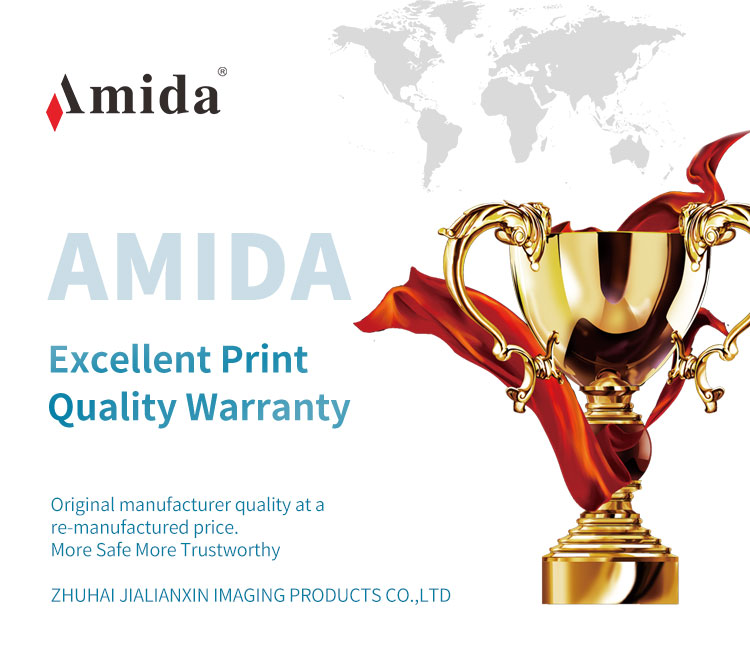 Amida®
AMIDA
Excellent Print
Quality Warranty
Original manufacturer quality at a
re-manufactured price.
More Safe More Trustworthy
ZHUHAI JIALIANXIN IMAGING PRODUCTS CO.,LTD